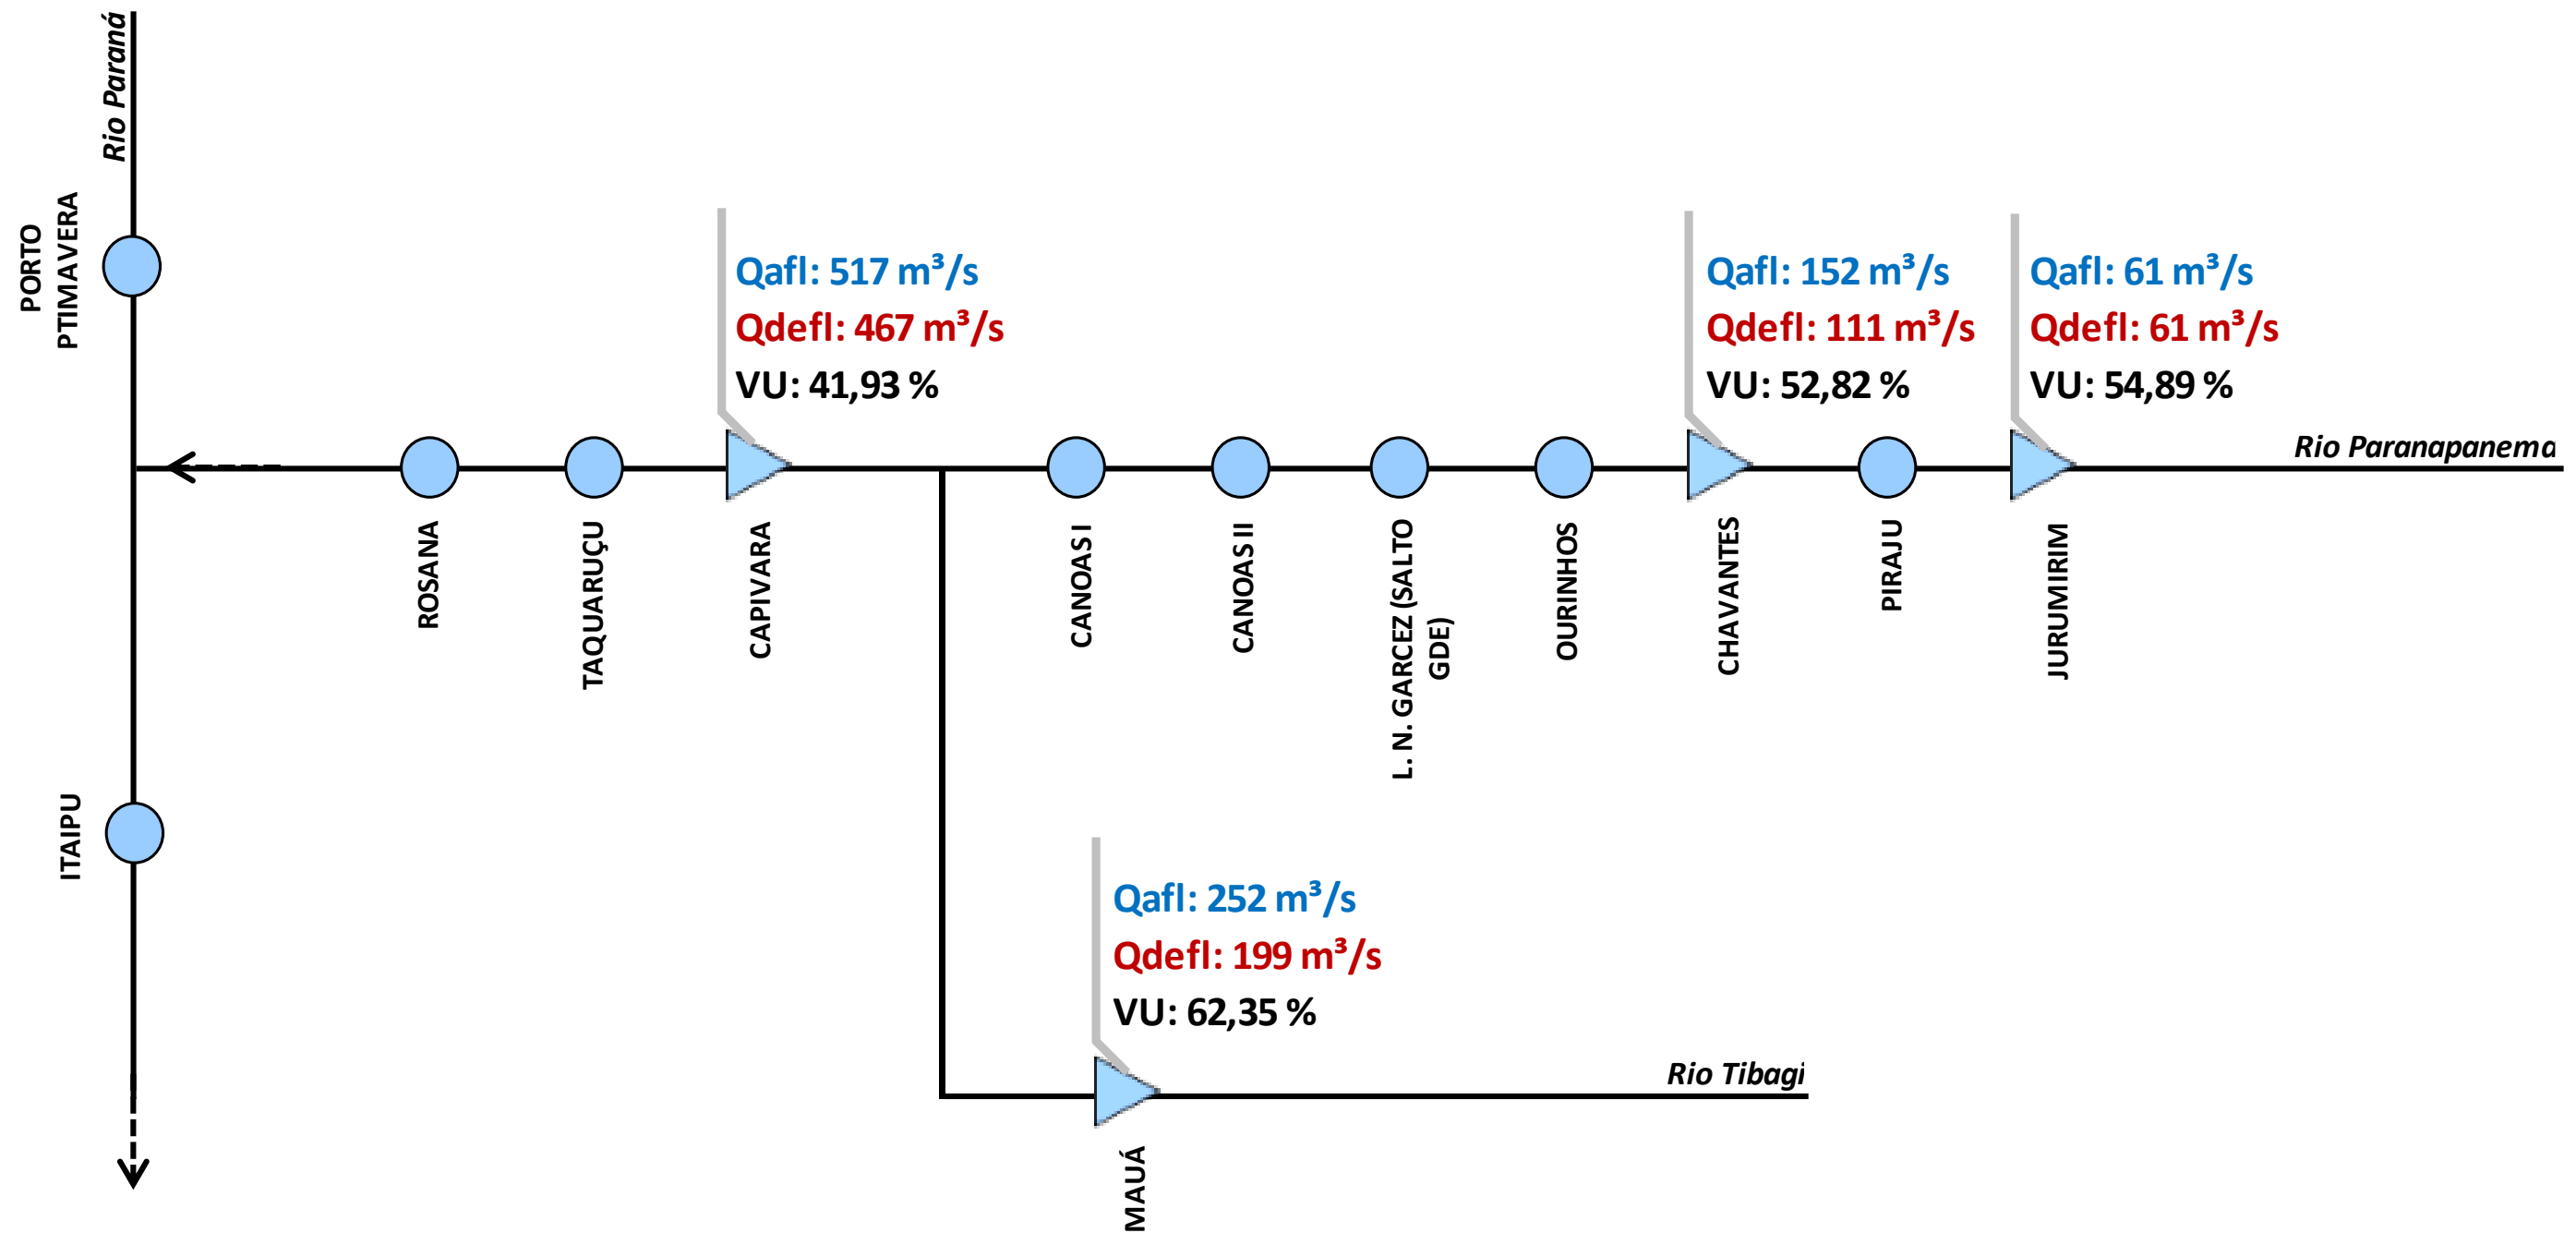 Rio Paraná
PORTO
PTIMAVERA
Qafl: 517 m³/s
Qdefl: 467 m³/s
VU: 41,93 %
Qafl: 152 m³/s
Qdefl: 111 m³/s
VU: 52,82 %
Qafl: 61 m³/s
Qdefl: 61 m³/s
VU: 54,89 %
Rio Paranapanema
ROSANA
TAQUARUÇU
CAPIVARA
CANOAS I
CANOAS II
L. N. GARCEZ (SALTO
GDE)
OURINHOS
CHAVANTES
PIRAJU
JURUMIRIM
ITAIPU
Qafl: 252 m³/s
Qdefl: 199 m³/s
VU: 62,35 %
Rio Tibagi
MAUÁ